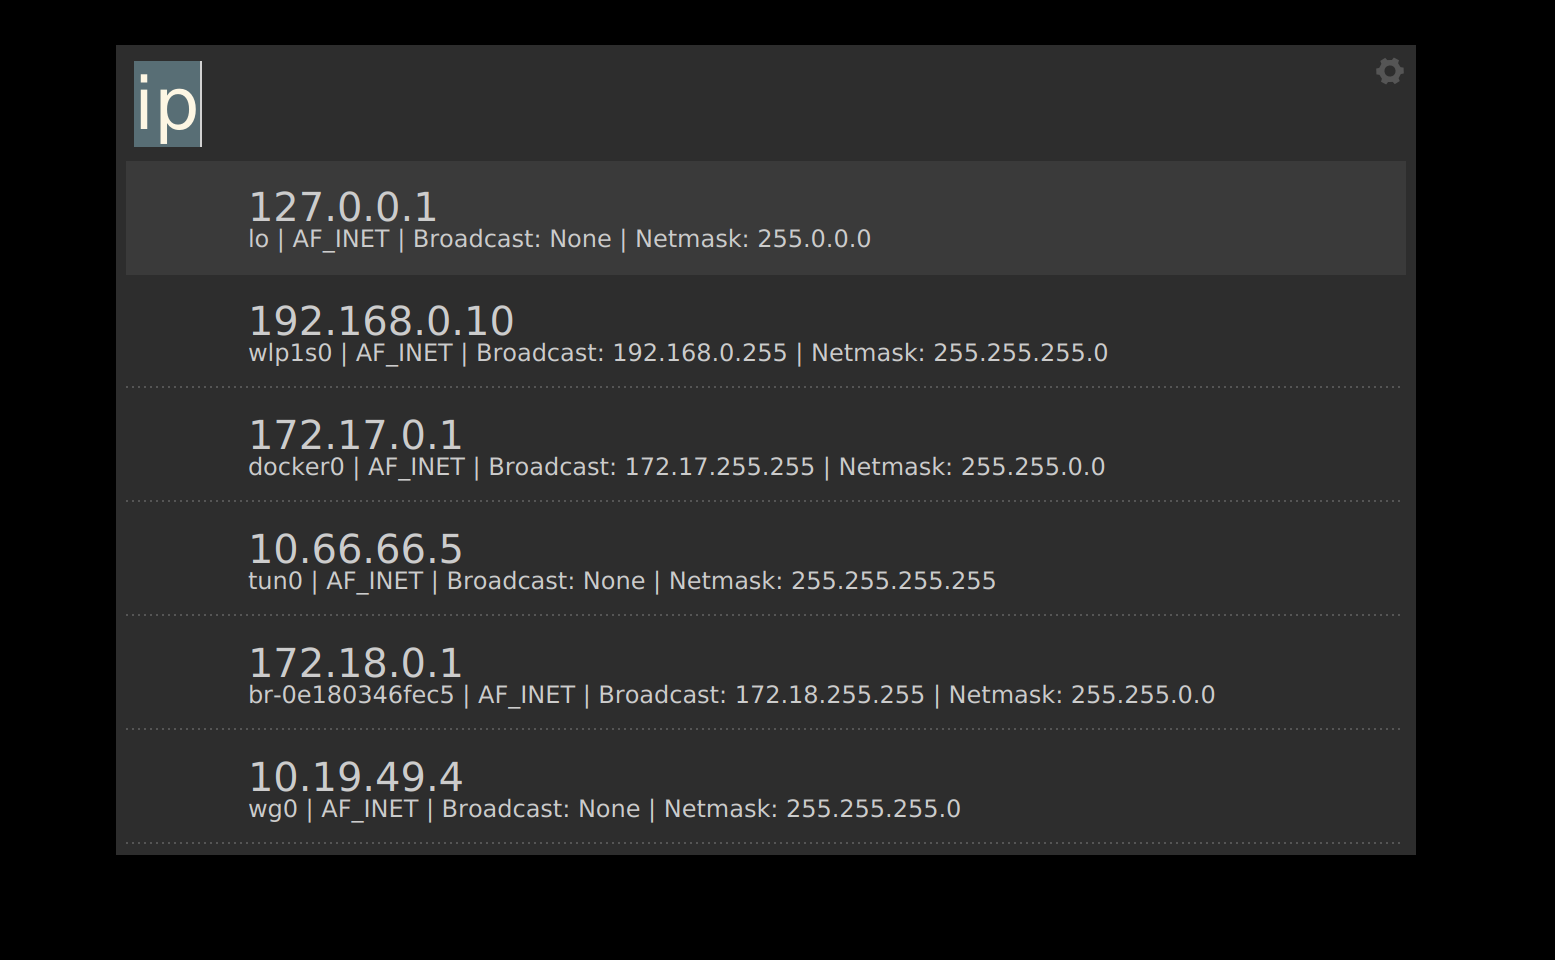 ip
127.0.0.1
lo | AF_INET | Broadcast: None | Netmask: 255.0.0.0
192.168.0.10
wlp1s0 | AF_INET | Broadcast: 192.168.0.255 | Netmask: 255.255.255.0
172.17.0.1
docker0 | AF_INET | Broadcast: 172.17.255.255 | Netmask: 255.255.0.0
10.66.66.5
tun0 | AF_INET | Broadcast: None | Netmask: 255.255.255.255
172.18.0.1
br-0e180346fec5 | AF_INET | Broadcast: 172.18.255.255 | Netmask: 255.255.0.0
10.19.49.4
wg0 | AF_INET | Broadcast: None | Netmask: 255.255.255.0